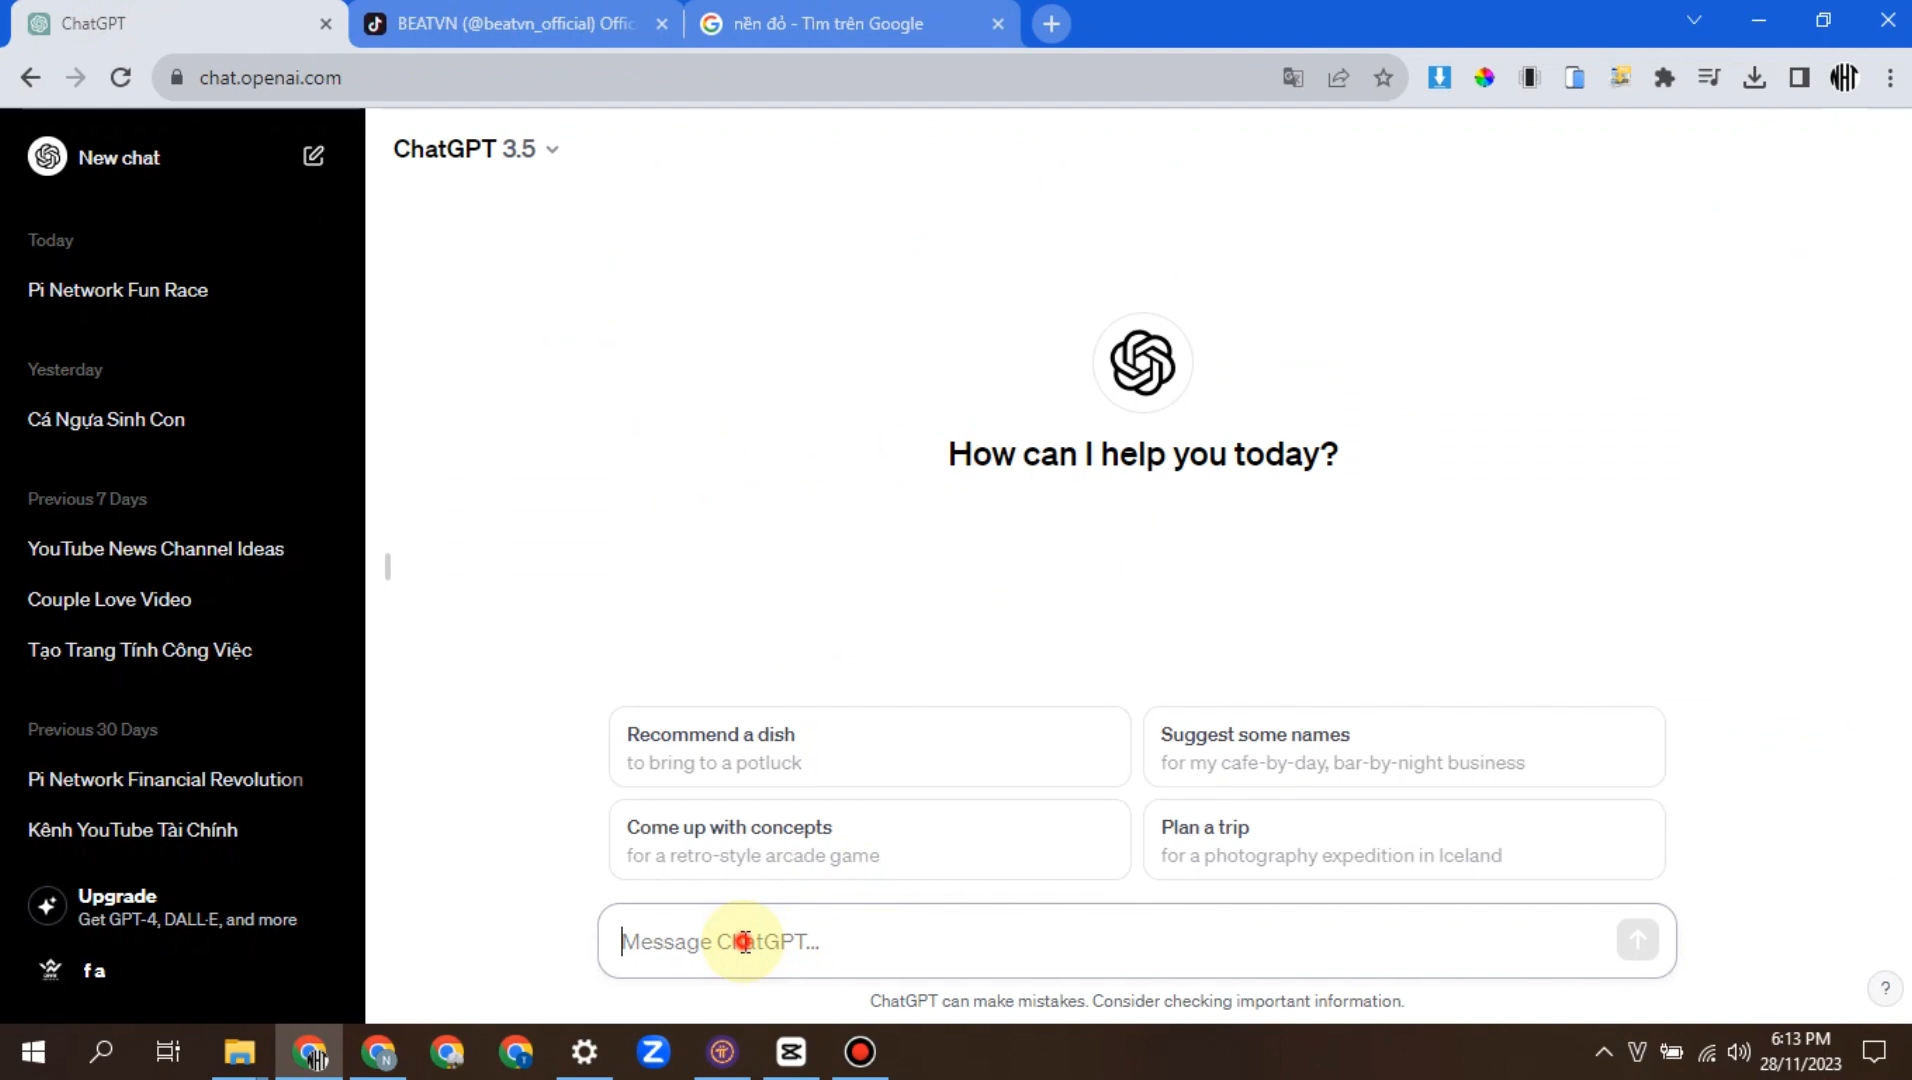 ChatGPT
BEATVN (@beatvn_official) Offic
nền đỏ - Tìm trên Google
chat.openai.com
New chat
ChatGPT 3.5
Today
Pi Network Fun Race
Yesterday
Cá Ngựa Sinh Con
Previous 7 Days
YouTube News Channel Ideas
Couple Love Video
Tạo Trang Tính Công Việc
Previous 30 Days
Pi Network Financial Revolution
Kênh YouTube Tài Chính
Upgrade
Get GPT-4, DALL·E, and more
f a
How can I help you today?
Recommend a dish
to bring to a potluck
Suggest some names
for my cafe-by-day, bar-by-night business
Come up with concepts
for a retro-style arcade game
Plan a trip
for a photography expedition in Iceland
Message ChatGPT...
ChatGPT can make mistakes. Consider checking important information.
?
6:13 PM
28/11/2023